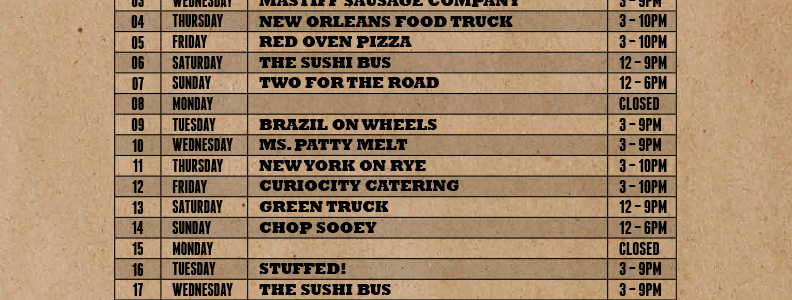 03 WEDNESDAY MASTIFF SAUSAGE COMPANY 3 – 9PM
04 THURSDAY NEW ORLEANS FOOD TRUCK 3 – 10PM
05 FRIDAY RED OVEN PIZZA 3 – 10PM
06 SATURDAY THE SUSHI BUS 12 – 9PM
07 SUNDAY TWO FOR THE ROAD 12 – 6PM
08 MONDAY CLOSED
09 TUESDAY BRAZIL ON WHEELS 3 – 9PM
10 WEDNESDAY MS. PATTY MELT 3 – 9PM
11 THURSDAY NEW YORK ON RYE 3 – 10PM
12 FRIDAY CURIOCITY CATERING 3 – 10PM
13 SATURDAY GREEN TRUCK 12 – 9PM
14 SUNDAY CHOP SOOEY 12 – 6PM
15 MONDAY CLOSED
16 TUESDAY STUFFED! 3 – 9PM
17 WEDNESDAY THE SUSHI BUS 3 – 9PM